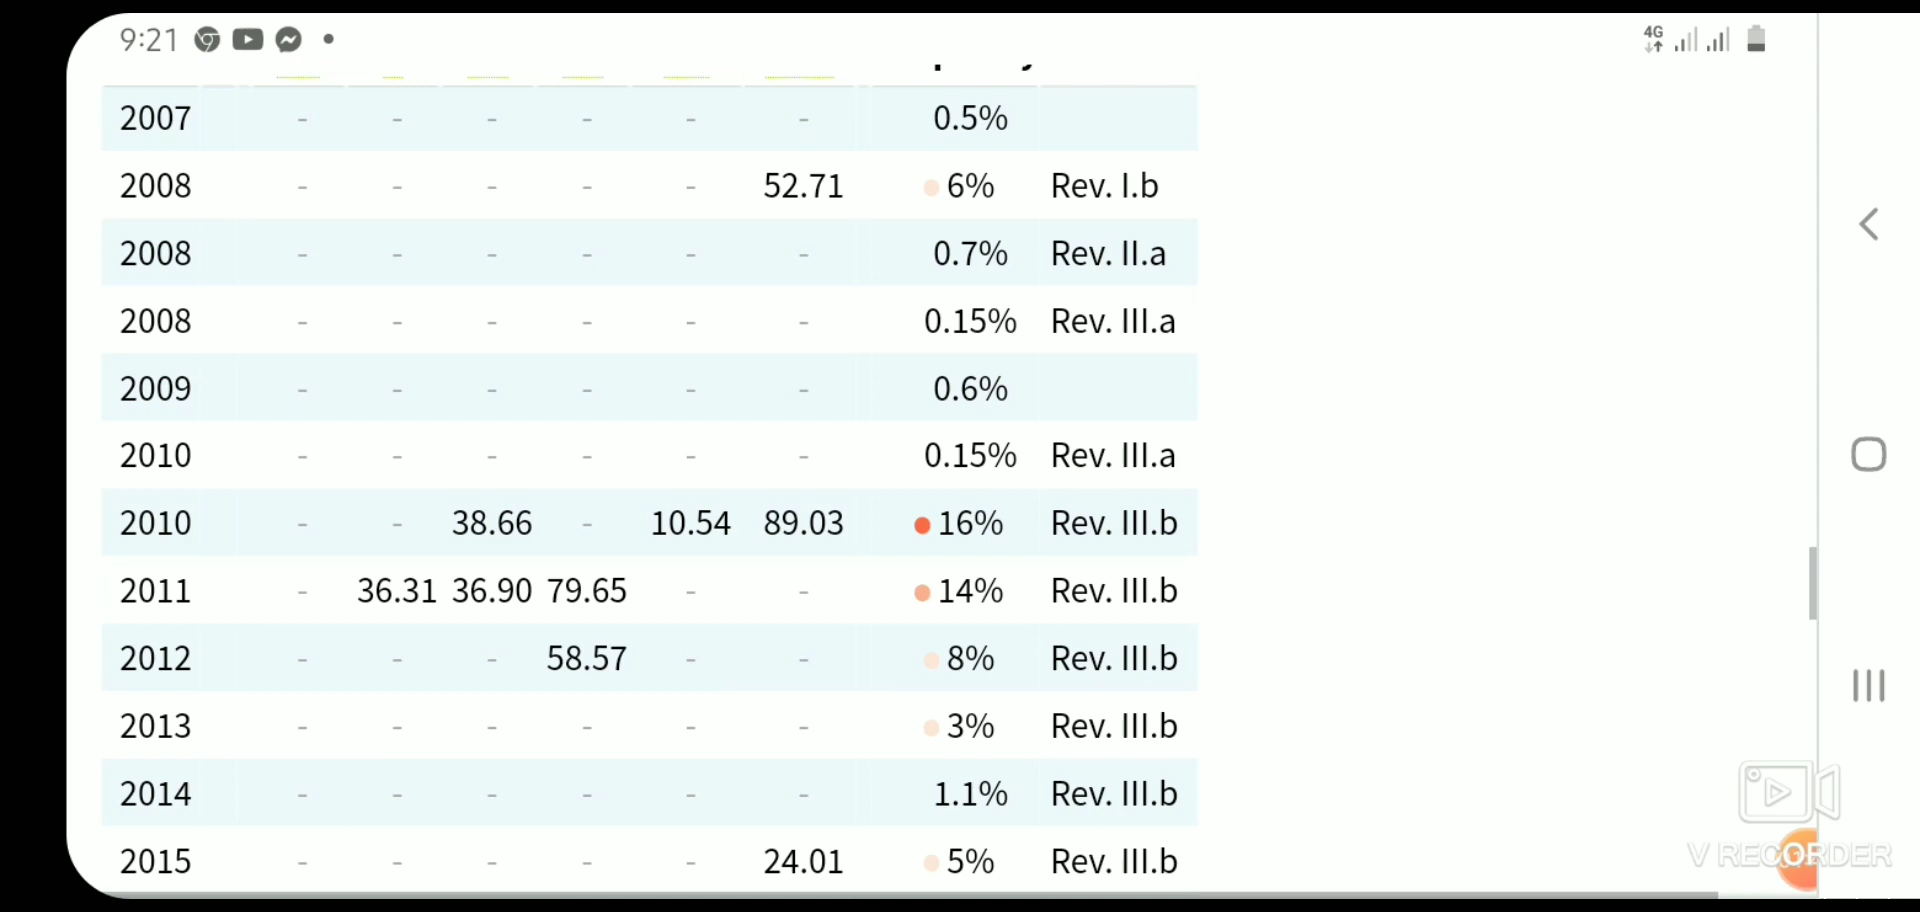 9:21 4G
2007 - - - - - - 0.5%
2008 - - - - - 52.71 6% Rev. I.b
2008 - - - - - - 0.7% Rev. II.a
2008 - - - - - - 0.15% Rev. III.a
2009 - - - - - - 0.6%
2010 - - - - - - 0.15% Rev. III.a
2010 - - 38.66 - 10.54 89.03 16% Rev. III.b
2011 - 36.31 36.90 79.65 - - 14% Rev. III.b
2012 - - - 58.57 - - 8% Rev. III.b
2013 - - - - - - 3% Rev. III.b
2014 - - - - - - 1.1% Rev. III.b
2015 - - - - - 24.01 5% Rev. III.b
V RECORDER